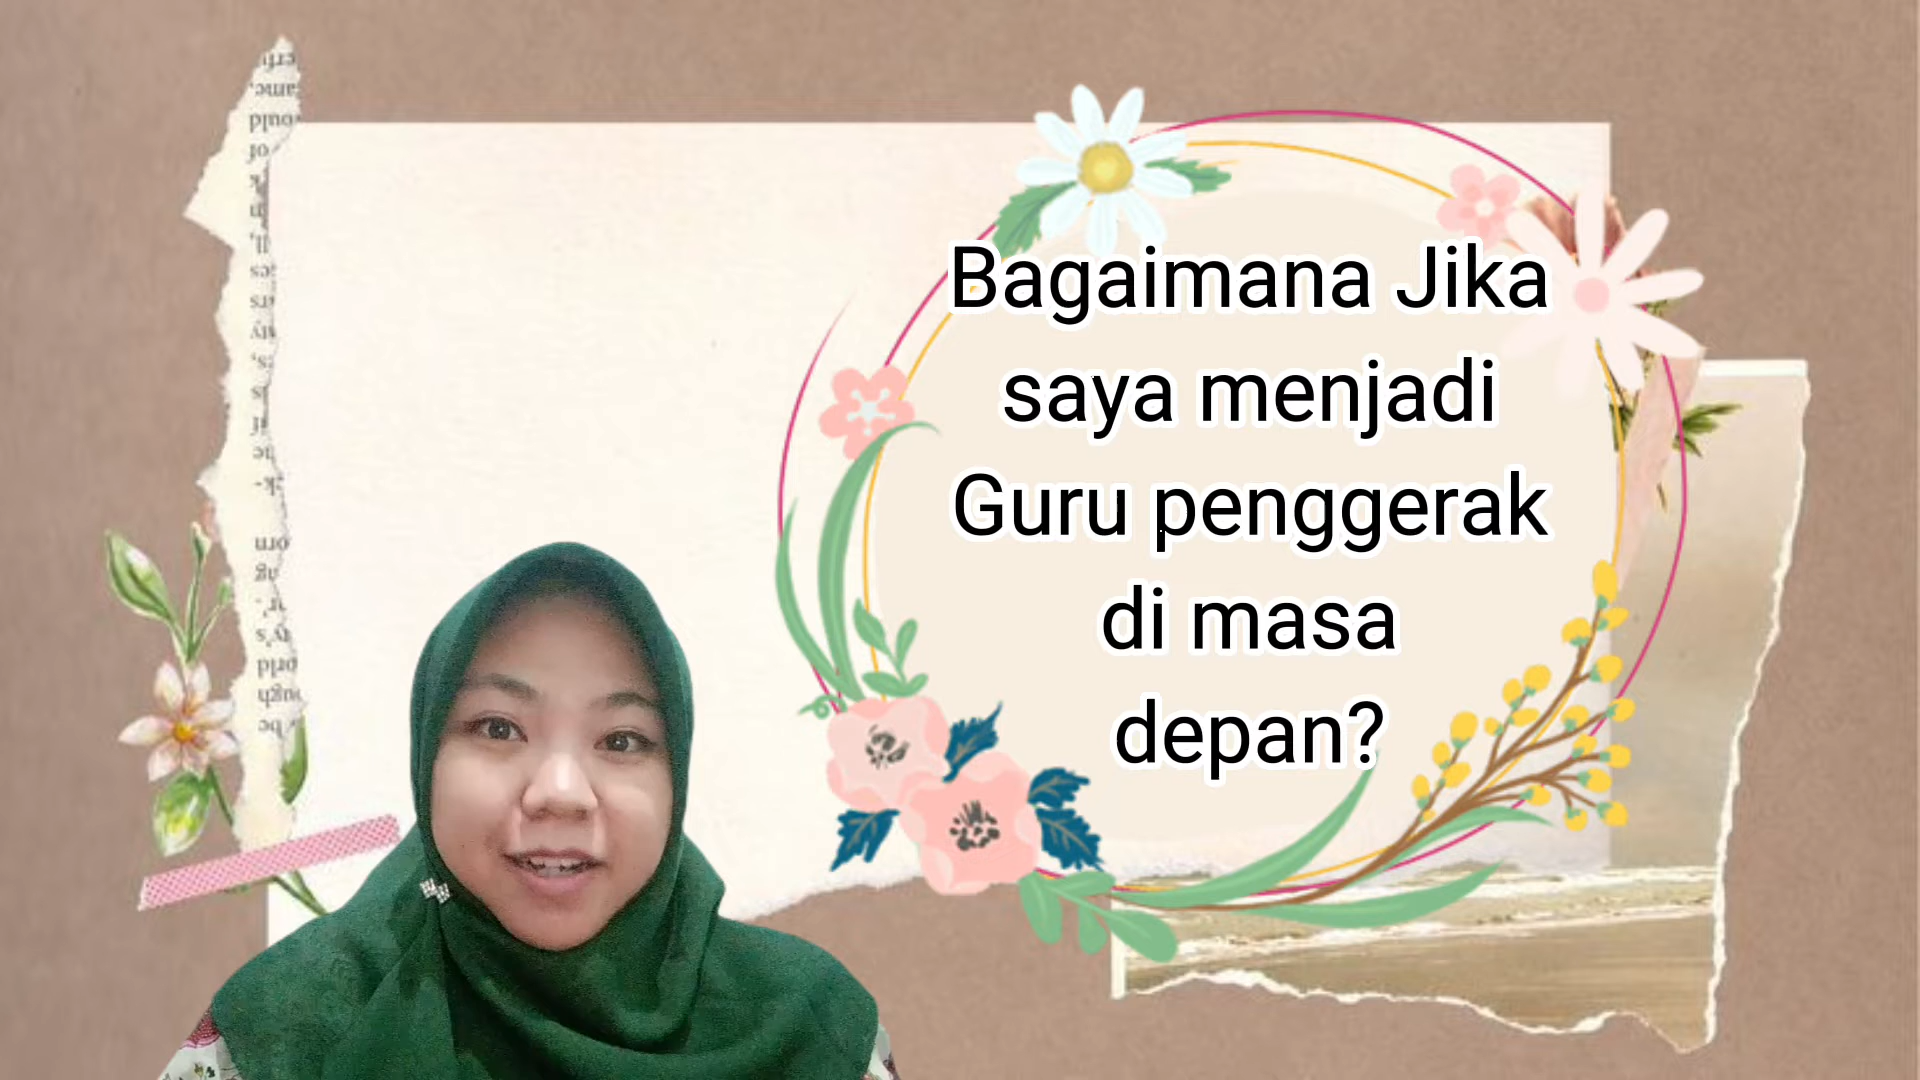 Bagaimana Jika
saya menjadi
Guru penggerak
di masa
depan?